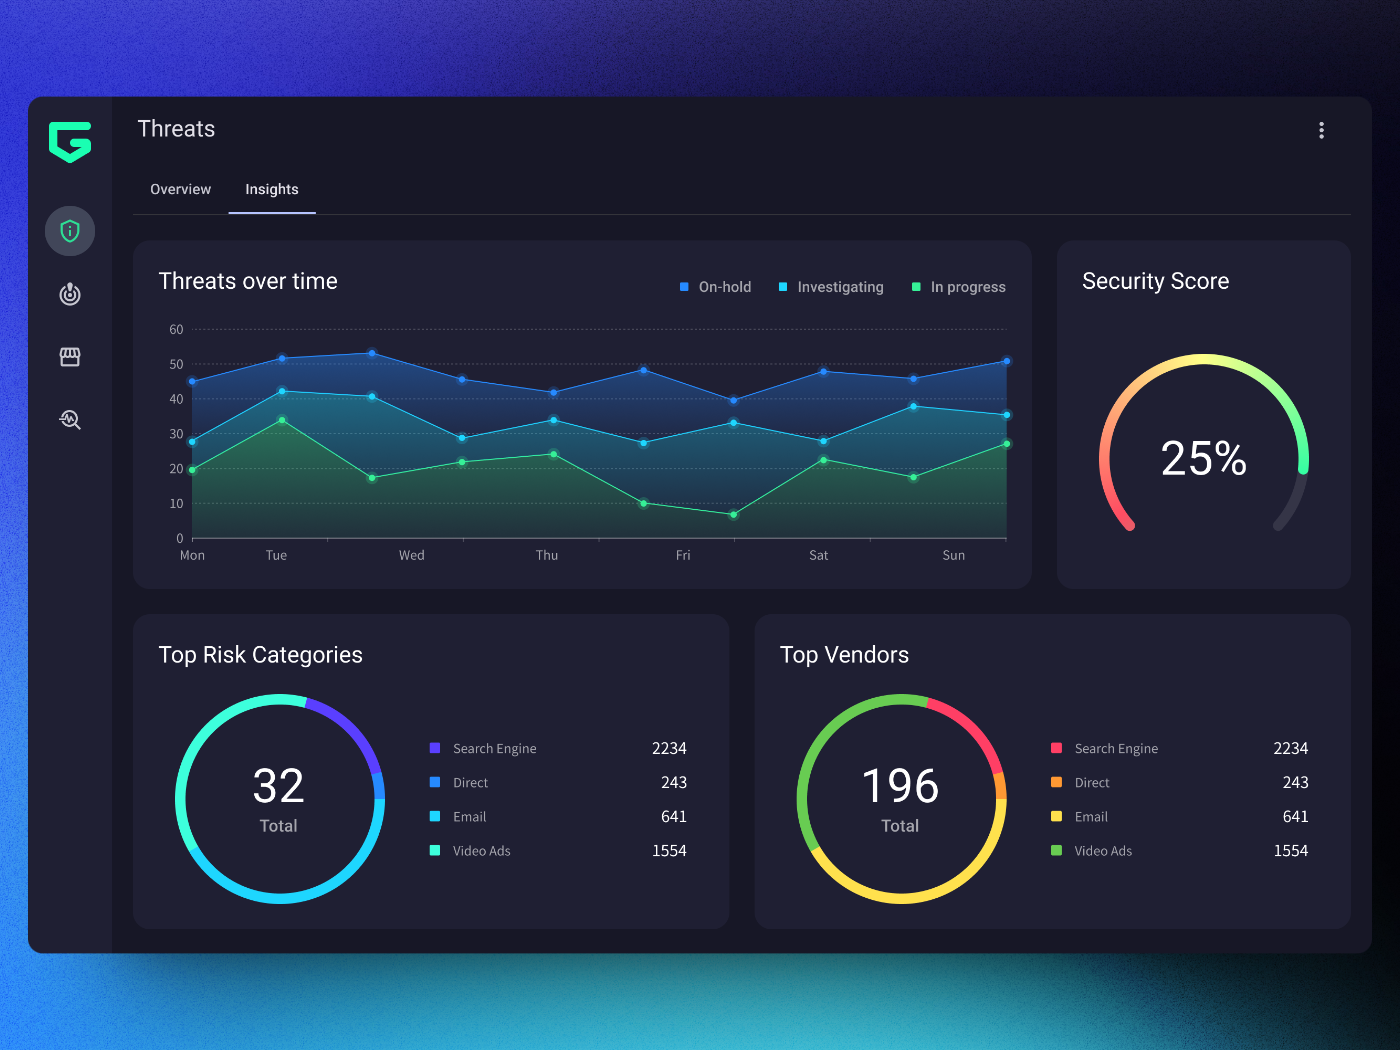 Threats
Overview Insights
Threats over time
On-hold Investigating In progress
60
50
40
30
20
10
0
Mon Tue Wed Thu Fri Sat Sun
Security Score
25%
Top Risk Categories
32
Total
Search Engine 2234
Direct 243
Email 641
Video Ads 1554
Top Vendors
196
Total
Search Engine 2234
Direct 243
Email 641
Video Ads 1554